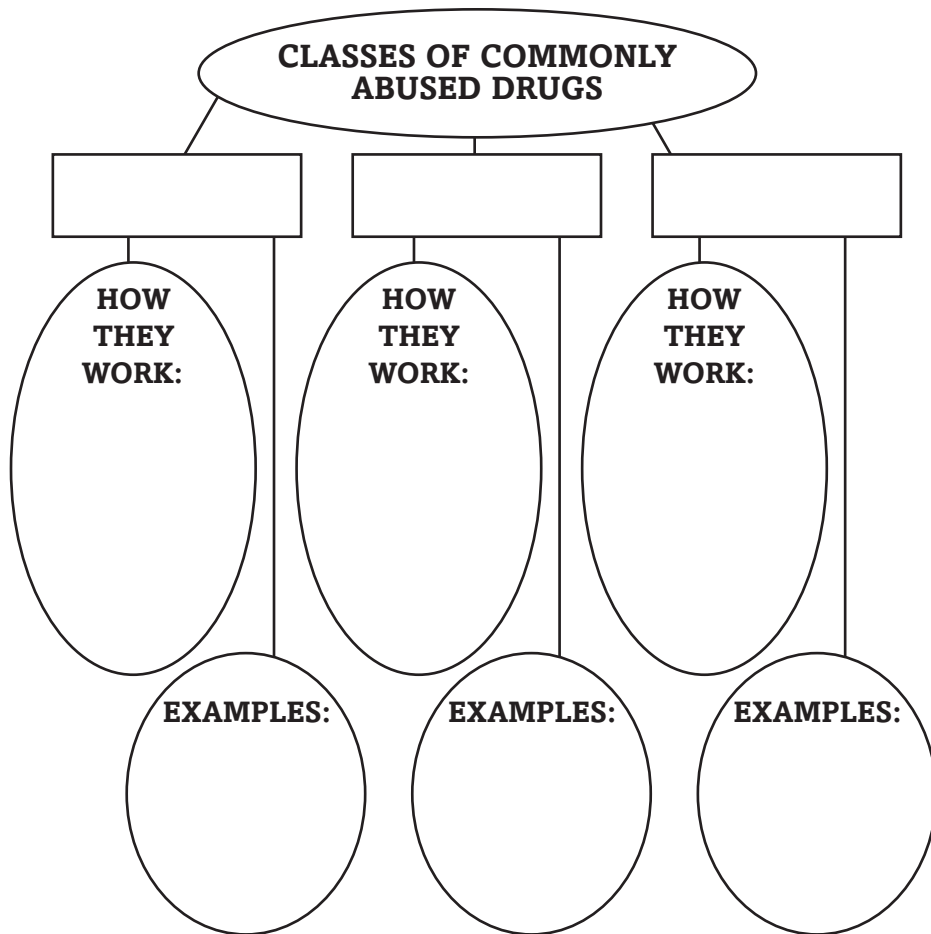 CLASSES OF COMMONLY
ABUSED DRUGS
HOW
THEY
WORK:
HOW
THEY
WORK:
HOW
THEY
WORK:
EXAMPLES:
EXAMPLES:
EXAMPLES: